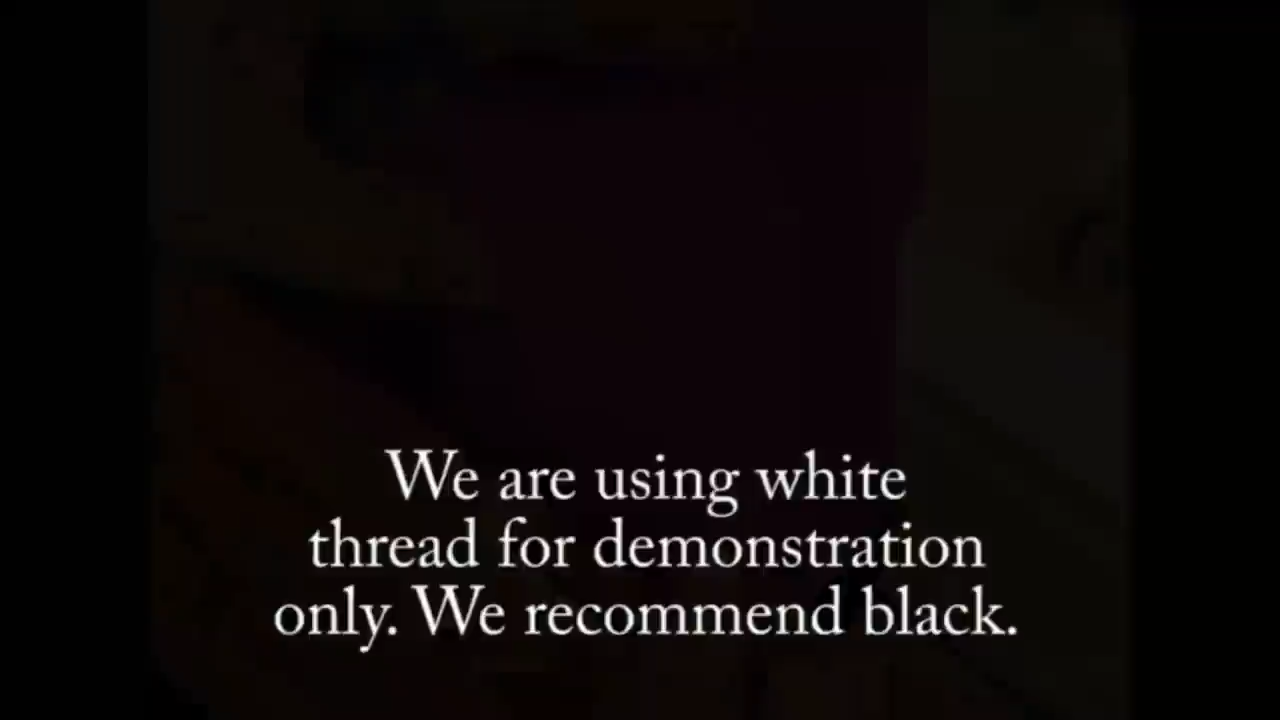 We are using white
thread for demonstration
only. We recommend black.